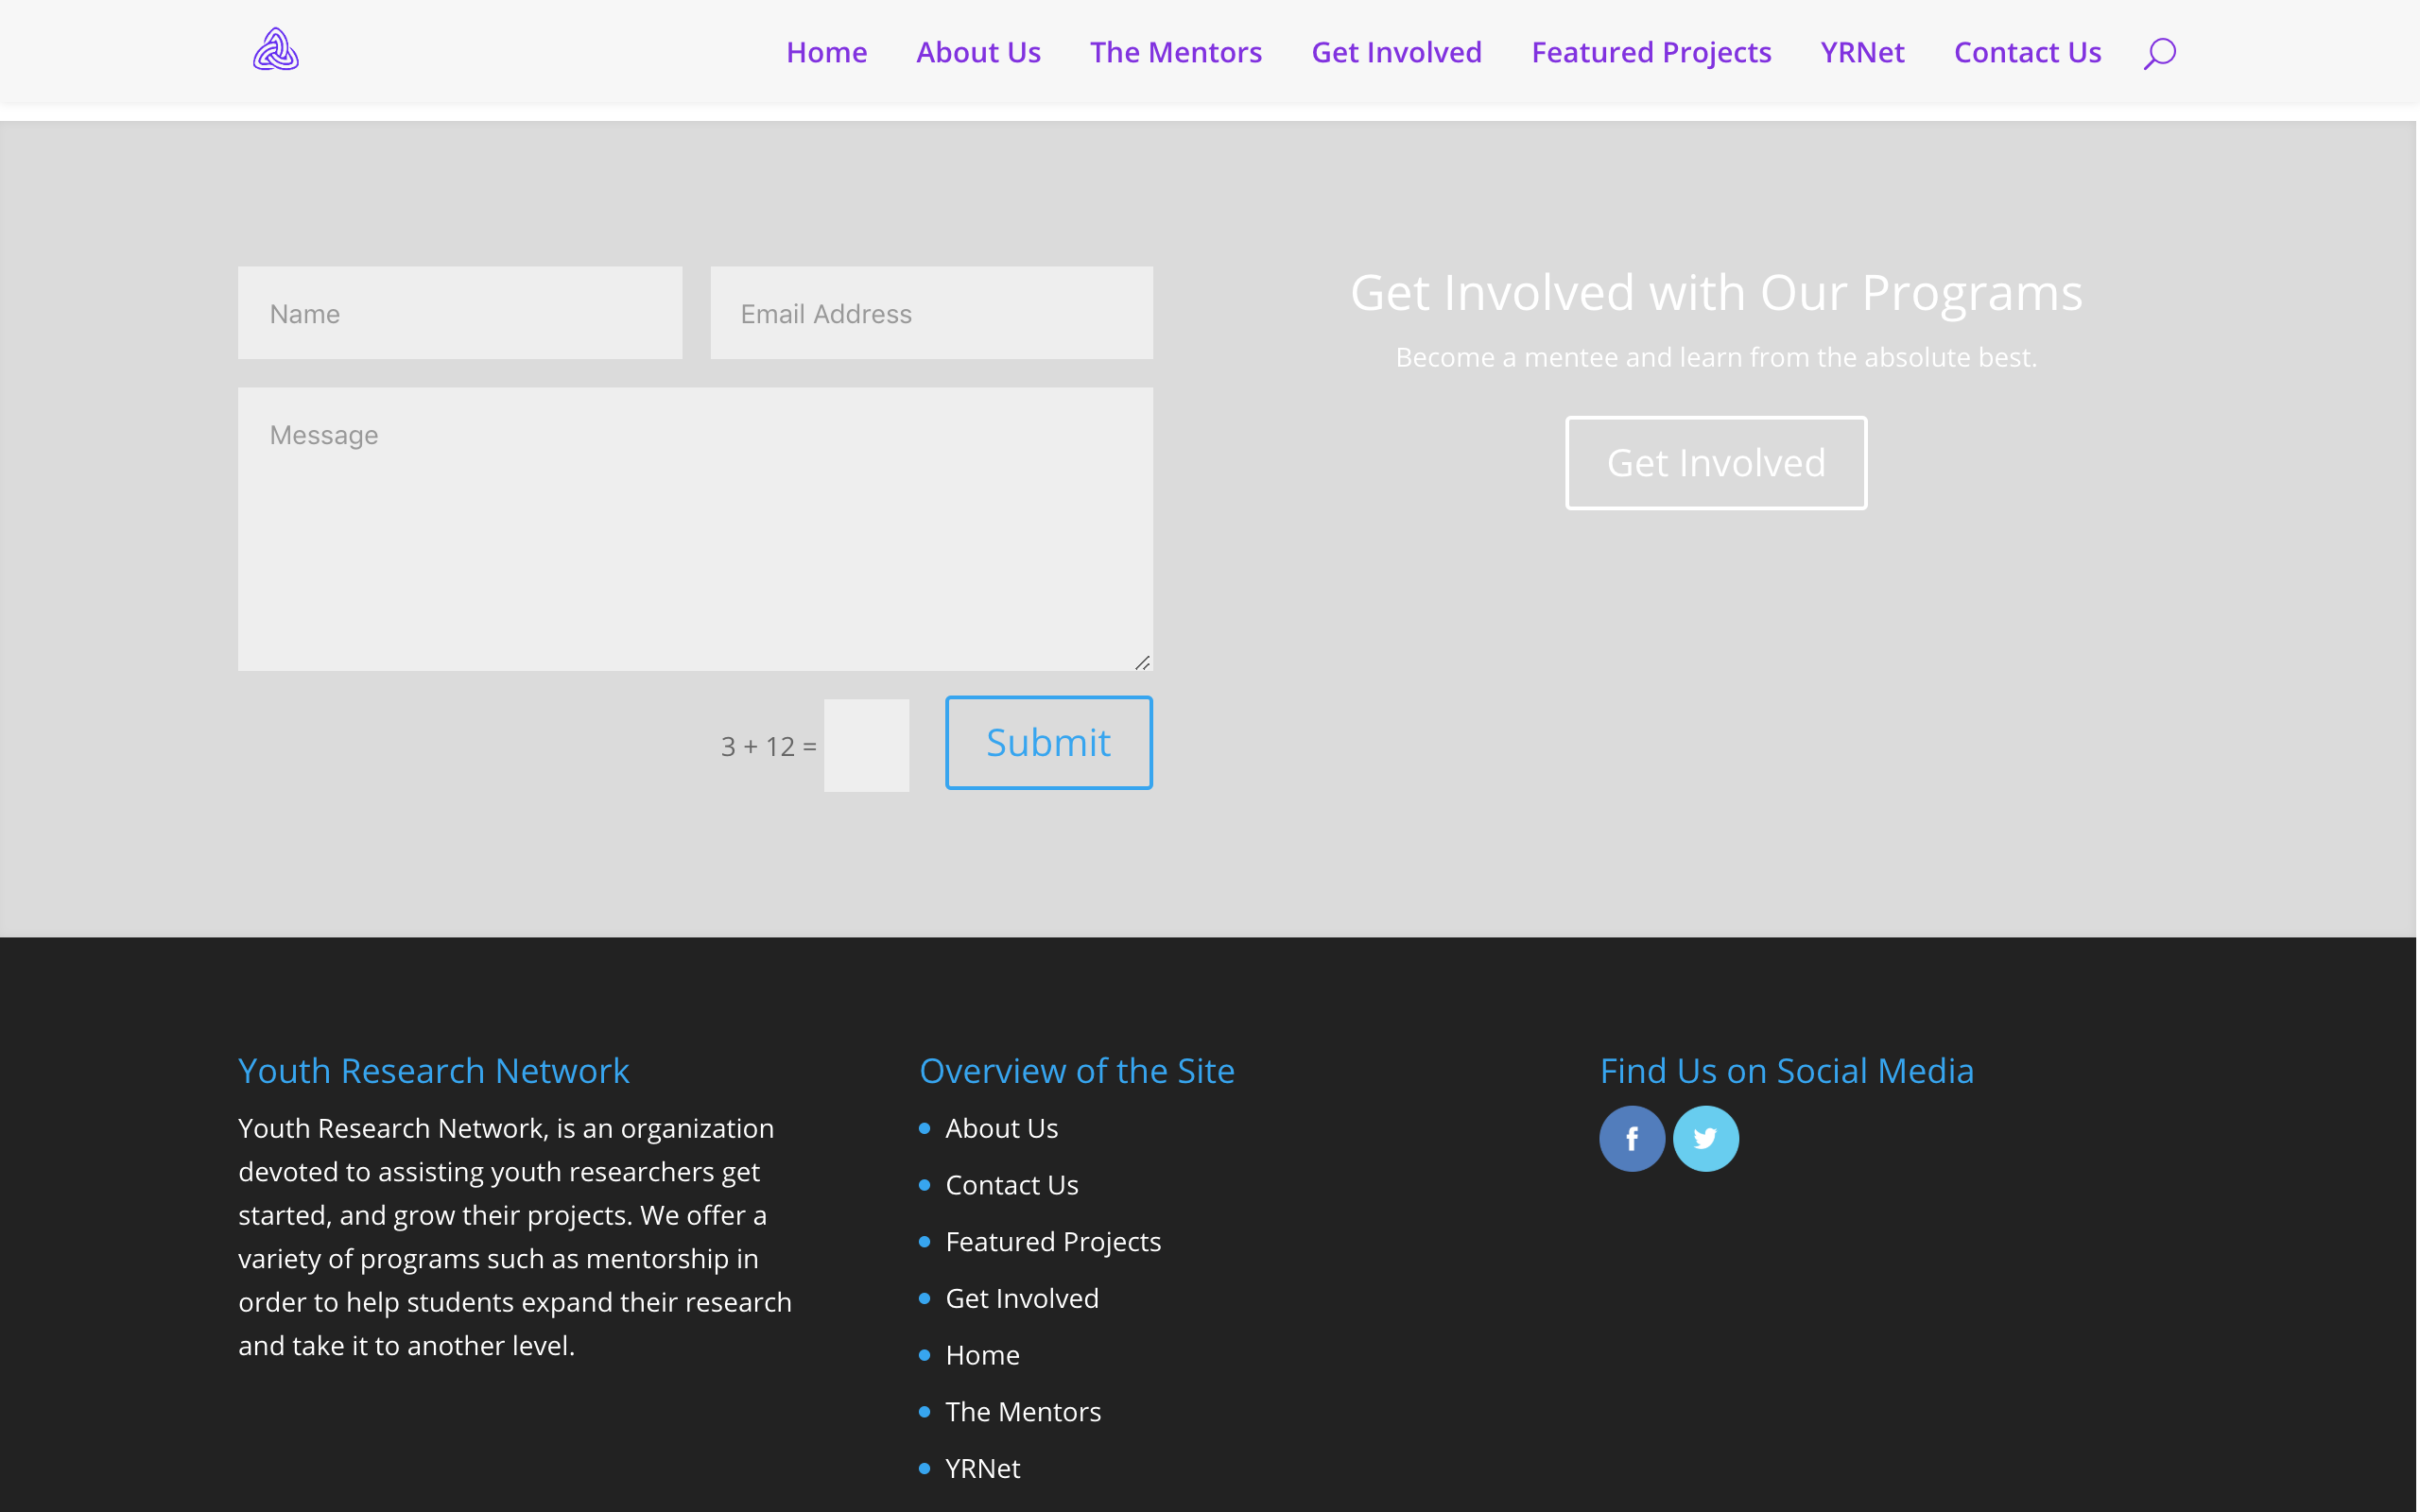 Home About Us The Mentors Get Involved Featured Projects YRNet Contact Us
Name
Email Address
Message
3 + 12 =
Submit
Get Involved with Our Programs
Become a mentee and learn from the absolute best.
Get Involved
Youth Research Network
Youth Research Network, is an organization
devoted to assisting youth researchers get
started, and grow their projects. We offer a
variety of programs such as mentorship in
order to help students expand their research
and take it to another level.
Overview of the Site
About Us
Contact Us
Featured Projects
Get Involved
Home
The Mentors
YRNet
Find Us on Social Media